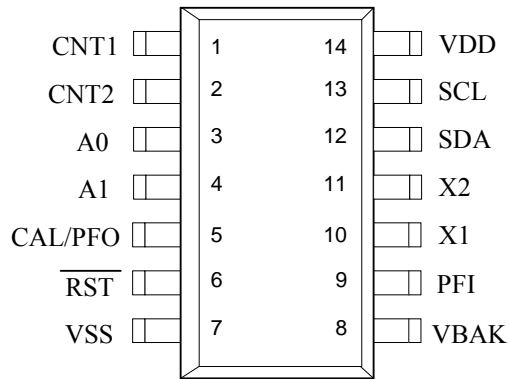 CNT1 1 14 VDD
CNT2 2 13 SCL
A0 3 12 SDA
A1 4 11 X2
CAL/PFO 5 10 X1
RST 6 9 PFI
VSS 7 8 VBAK